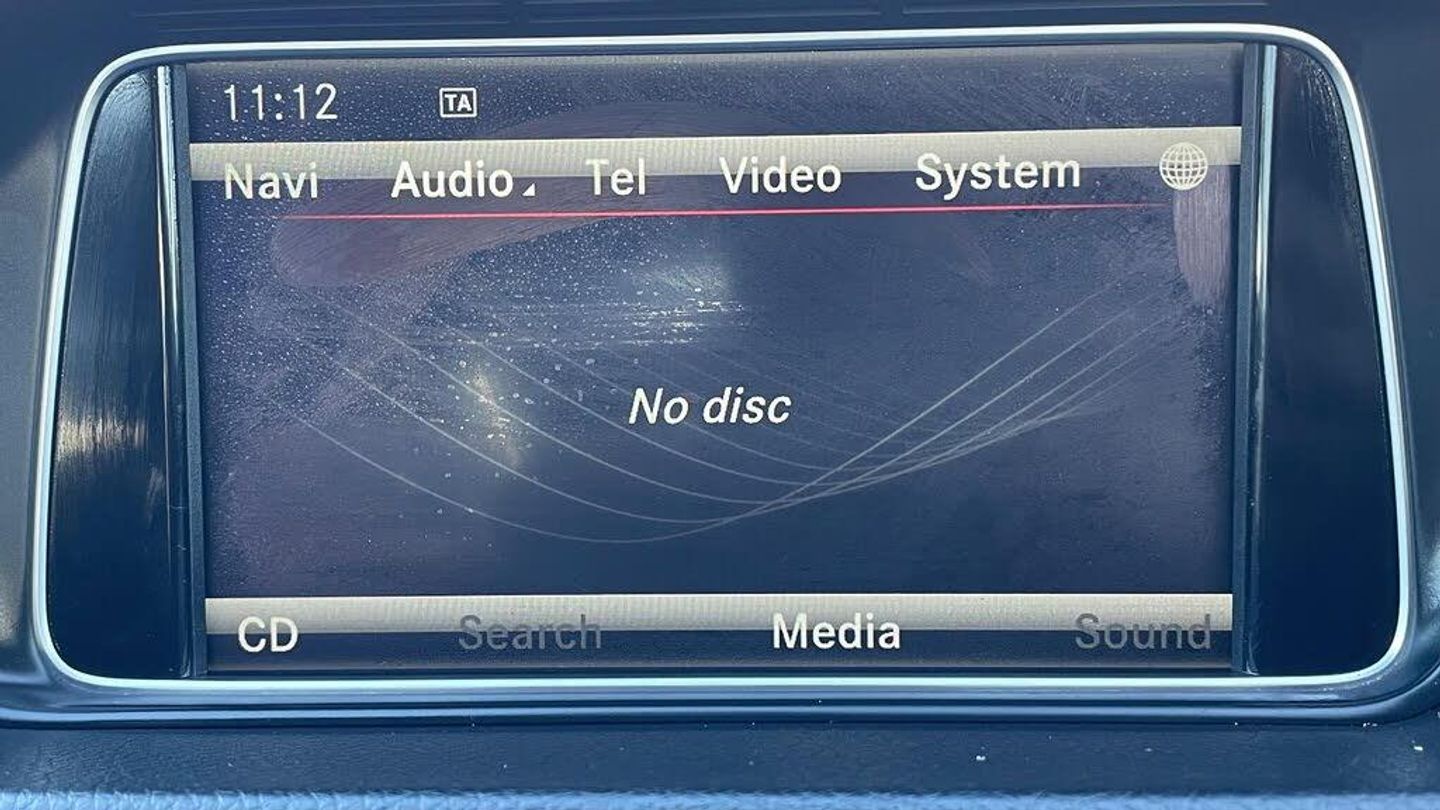 11:12 TA
Navi Audio Tel Video System
No disc
CD Search Media Sound